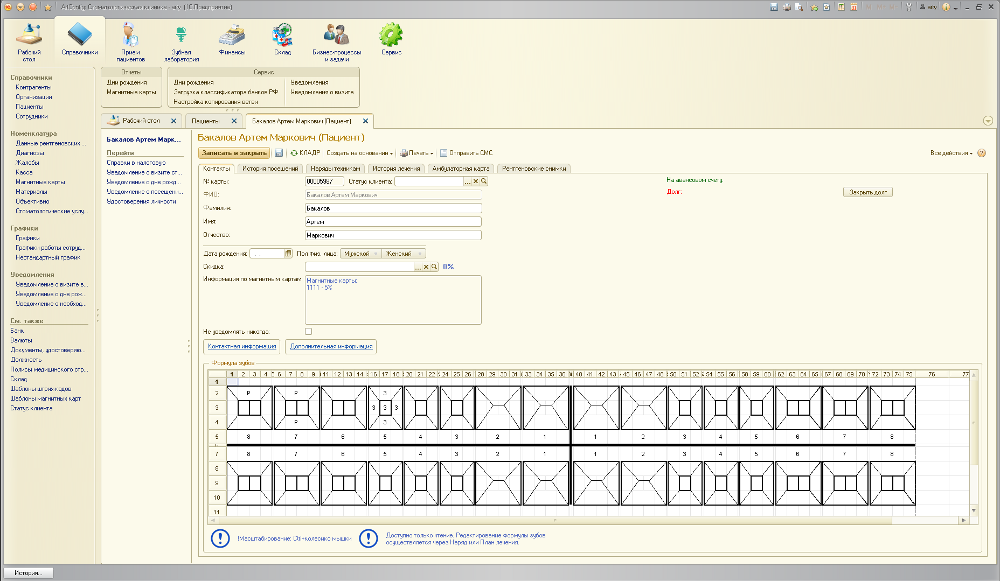 ArtConfig: Стоматологическая клиника - arty (1С:Предприятие)
M M+ M- arty
Рабочий стол
Справочники
Прием пациентов
Зубная лаборатория
Финансы
Склад
Бизнес-процессы и задачи
Сервис
Справочники
Контрагенты
Организации
Пациенты
Сотрудники
Номенклатура
Данные рентгеновских ...
Диагнозы
Жалобы
Касса
Магнитные карты
Материалы
Объективно
Стоматологические услу...
Графики
Графики
Графики работы сотруд...
Нестандартный график
Уведомления
Уведомление о визите в...
Уведомление о дне рож...
Уведомление о необход...
См. также
Банк
Валюты
Документы, удостоверяю...
Должность
Полисы медицинского стр...
Склад
Шаблоны штрих-кодов
Шаблоны магнитных карт
Статус клиента
Отчеты
Дни рождения
Магнитные карты
Сервис
Дни рождения
Загрузка классификатора банков РФ
Настройка копирования ветви
Уведомления
Уведомления о визите
Рабочий стол
Пациенты
Бакалов Артем Маркович (Пациент)
Бакалов Артем Марк...
Перейти
Справки в налоговую
Уведомление о визите ст...
Уведомление о дне рожд...
Уведомление о посещени...
Удостоверения личности
Бакалов Артем Маркович (Пациент)
Записать и закрыть КЛАДР Создать на основании Печать Отправить СМС Все действия
Контакты История посещений Наряды техникам История лечения Амбулаторная карта Рентгеновские снимки
№ карты: 00005987 Статус клиента: На авансовом счету:
ФИО: Бакалов Артем Маркович Долг: Закрыть долг
Фамилия: Бакалов
Имя: Артем
Отчество: Маркович
Дата рождения: . . Пол физ. лица: Мужской Женский
Скидка: 0%
Информация по магнитным картам: Магнитные карты:
1111 - 5%
Не уведомлять никогда:
Контактная информация Дополнительная информация
Формула зубов
1 2 3 4 6 7 8 9 11 12 13 14 16 17 18 20 21 22 24 25 26 28 29 30 31 33 34 35 36 40 41 42 43 45 46 47 48 50 51 52 54 55 56 58 59 60 62 63 64 65 67 68 69 70 72 73 74 75 76 77
1
2 Р Р З
3 З З З
4 Р З
5 8 7 6 5 4 3 2 1 1 2 3 4 5 6 7 8
7 8 7 6 5 4 3 2 1 1 2 3 4 5 6 7 8
8
9
10
11
!Масштабирование: Ctrl+колесико мышки
Доступно только чтение. Редактирование формулы зубов
осуществляется через Наряд или План лечения.
История...